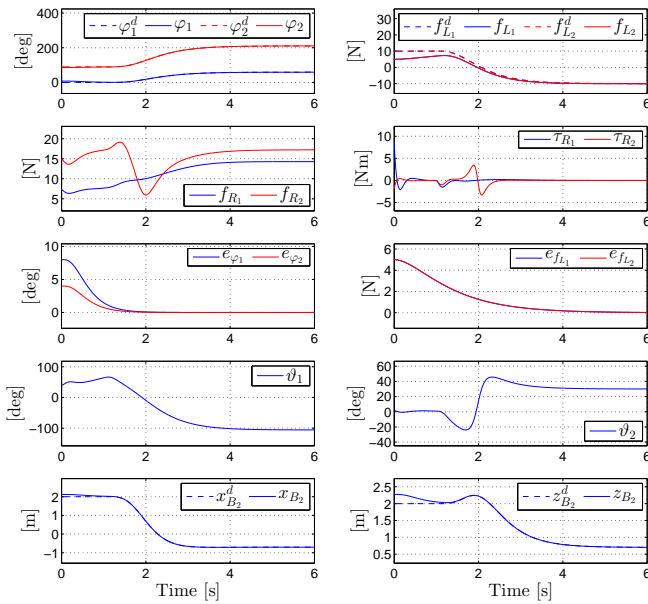 φ₁ᵈ φ₁ φ₂ᵈ φ₂
[deg]
400
200
0
0 2 4 6
f_{L₁}^d f_{L₁} f_{L₂}^d f_{L₂}
[N]
10
5
0
−5
−10
0 2 4 6
[N]
20
15
10
5
0
f_{R₁} f_{R₂}
0 2 4 6
τ_{R₁} τ_{R₂}
[Nm]
10
5
0
−5
0 2 4 6
e_{φ₁} e_{φ₂}
[deg]
10
5
0
0 2 4 6
e_{f_{L₁}} e_{f_{L₂}}
[N]
6
4
2
0
0 2 4 6
ϑ₁
[deg]
100
0
−100
0 2 4 6
[deg]
60
40
20
0
−20
−40
ϑ₂
0 2 4 6
x_{B₂}^d x_{B₂}
[m]
2
1
0
−1
0 2 4 6
Time [s]
z_{B₂}^d z_{B₂}
[m]
2.5
2
1.5
1
0.5
0 2 4 6
Time [s]